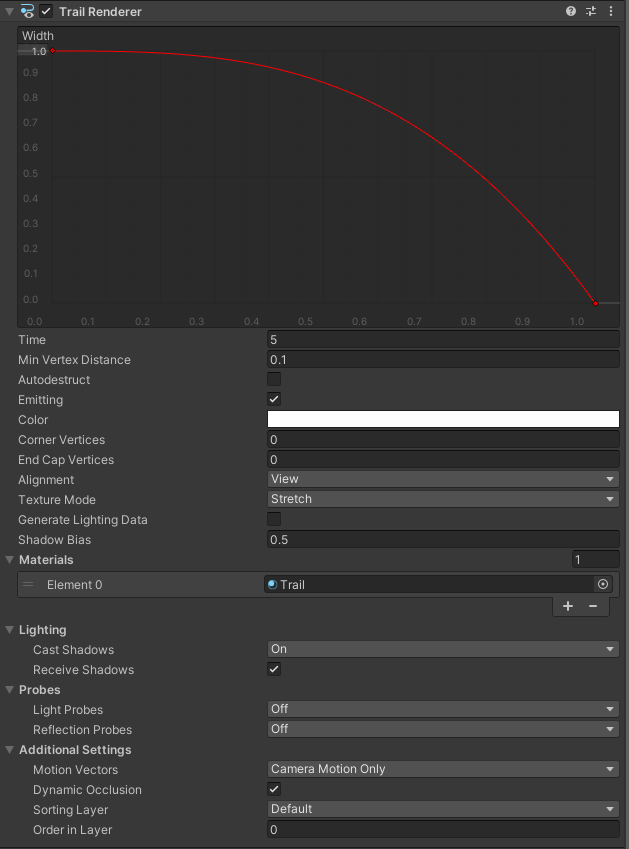 Trail Renderer
Width
1.0
0.9
0.8
0.7
0.6
0.5
0.4
0.3
0.2
0.1
0.0
0.0 0.1 0.2 0.3 0.4 0.5 0.6 0.7 0.8 0.9 1.0
Time 5
Min Vertex Distance 0.1
Autodestruct
Emitting
Color
Corner Vertices 0
End Cap Vertices 0
Alignment View
Texture Mode Stretch
Generate Lighting Data
Shadow Bias 0.5
Materials 1
Element 0 Trail
+ −
Lighting
Cast Shadows On
Receive Shadows
Probes
Light Probes Off
Reflection Probes Off
Additional Settings
Motion Vectors Camera Motion Only
Dynamic Occlusion
Sorting Layer Default
Order in Layer 0